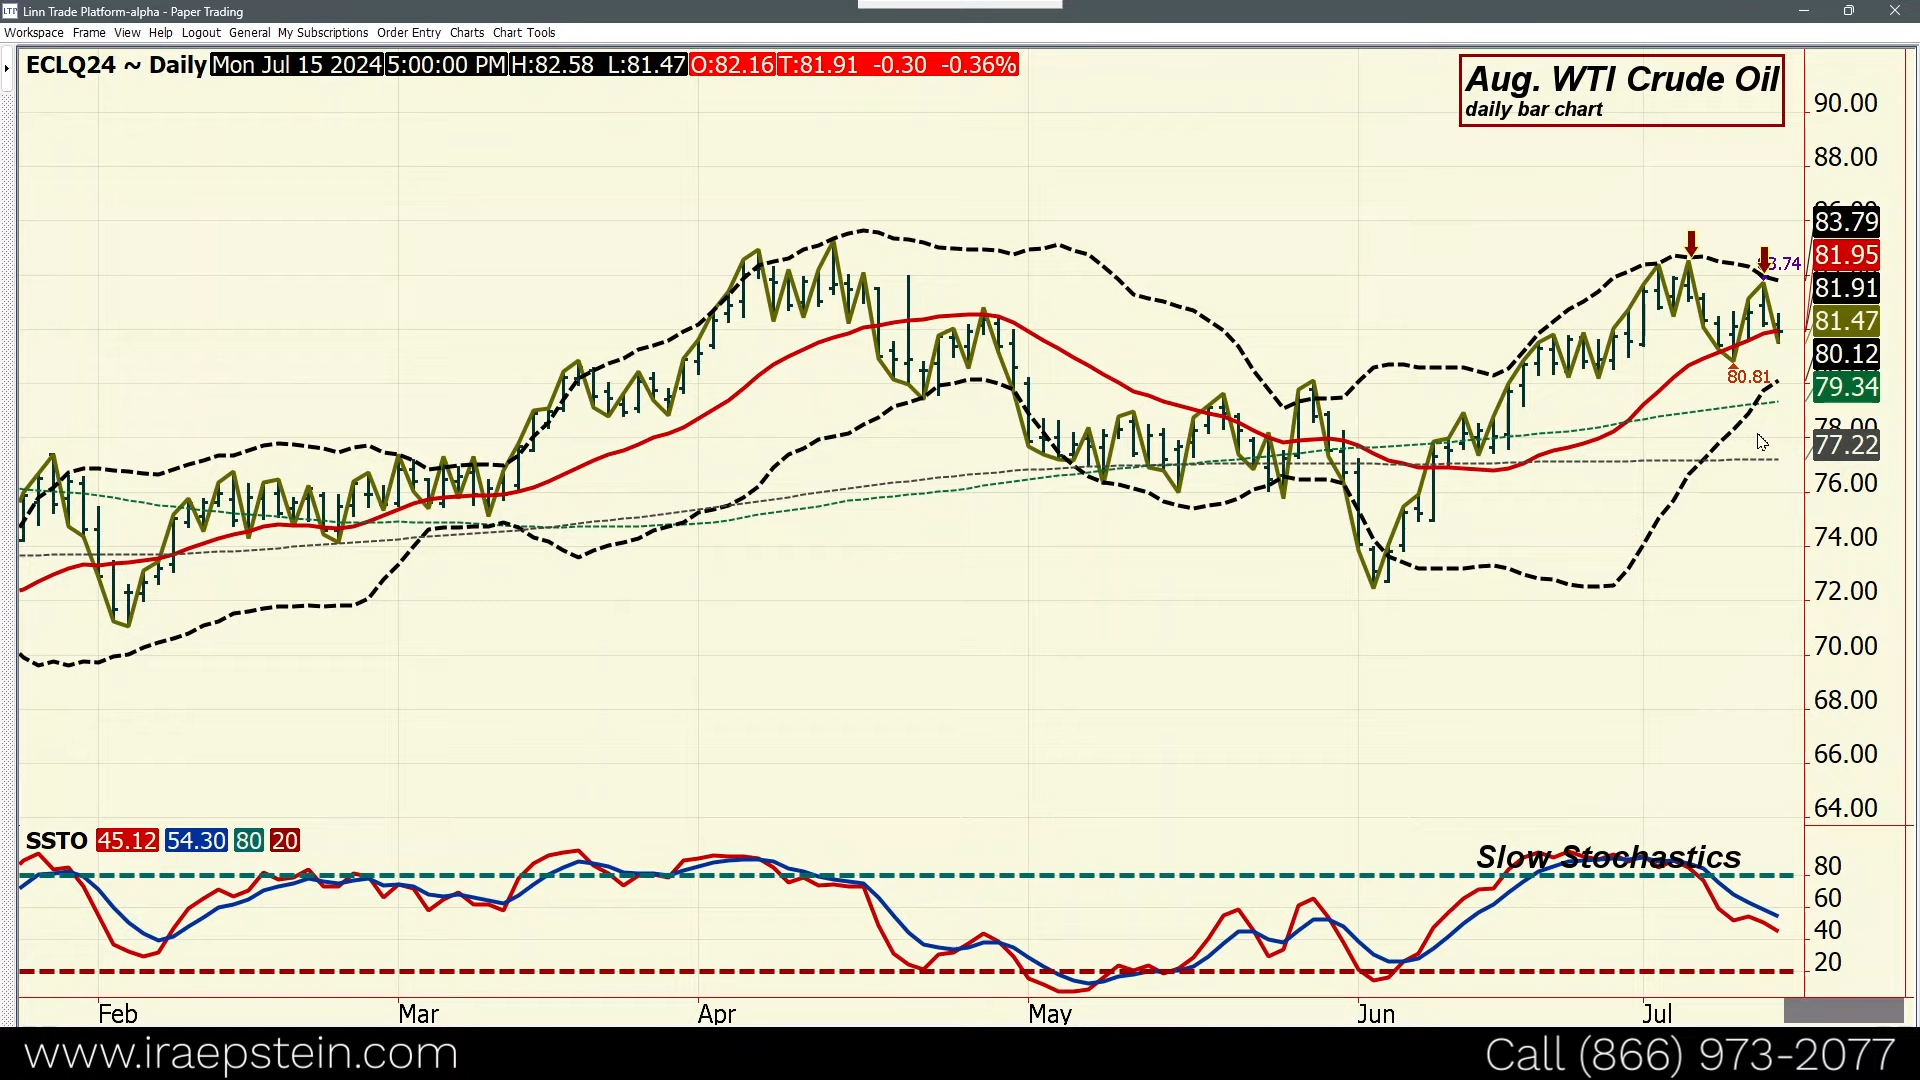 Linn Trade Platform-alpha - Paper Trading
Workspace Frame View Help Logout General My Subscriptions Order Entry Charts Chart Tools
ECLQ24 ~ Daily Mon Jul 15 2024 5:00:00 PM H:82.58 L:81.47 O:82.16 T:81.91 -0.30 -0.36%
Aug. WTI Crude Oil
daily bar chart
90.00
88.00
83.79
81.95
3.74
81.91
81.47
80.12
80.81
79.34
78.00
77.22
76.00
74.00
72.00
70.00
68.00
66.00
64.00
SSTO 45.12 54.30 80 20
Slow Stochastics
80
60
40
20
Feb Mar Apr May Jun Jul
www.iraepstein.com
Call (866) 973-2077